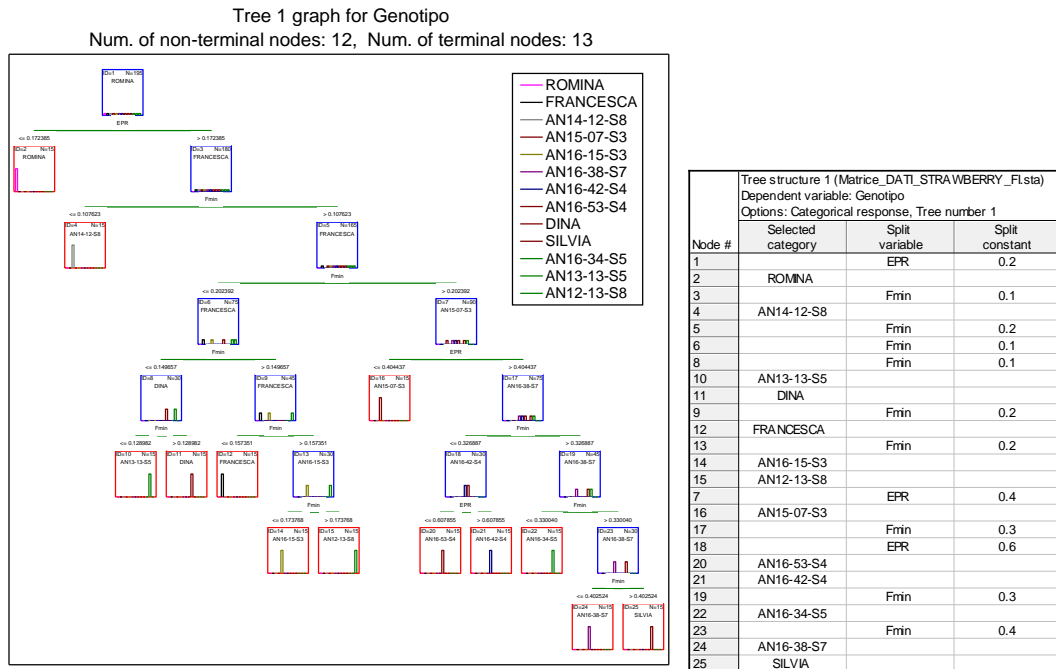 Tree 1 graph for Genotipo
Num. of non-terminal nodes: 12, Num. of terminal nodes: 13
ID=1 N=195
ROMINA
EPR
<= 0.172385 > 0.172385
ID=2 N=15
ROMINA
ID=3 N=180
FRANCESCA
Fmin
<= 0.107623 > 0.107623
ID=4 N=15
AN14-12-S8
ID=5 N=165
FRANCESCA
Fmin
<= 0.202392 > 0.202392
ID=6 N=75
FRANCESCA
Fmin
ID=7 N=90
AN15-07-S3
EPR
<= 0.149657 > 0.149657 <= 0.404437 > 0.404437
ID=8 N=30
DINA
Fmin
ID=9 N=45
FRANCESCA
Fmin
ID=16 N=15
AN15-07-S3
ID=17 N=75
AN16-38-S7
Fmin
<= 0.128982 > 0.128982 <= 0.157351 > 0.157351 <= 0.326887 > 0.326887
ID=10 N=15
AN13-13-S5
ID=11 N=15
DINA
ID=12 N=15
FRANCESCA
ID=13 N=30
AN16-15-S3
Fmin
ID=18 N=30
AN16-42-S4
EPR
ID=19 N=45
AN16-38-S7
Fmin
<= 0.173768 > 0.173768 <= 0.607855 > 0.607855 <= 0.330040 > 0.330040
ID=14 N=15
AN16-15-S3
ID=15 N=15
AN12-13-S8
ID=20 N=15
AN16-53-S4
ID=21 N=15
AN16-42-S4
ID=22 N=15
AN16-34-S5
ID=23 N=30
AN16-38-S7
Fmin
<= 0.402524 > 0.402524
ID=24 N=15
AN16-38-S7
ID=25 N=15
SILVIA
ROMINA
FRANCESCA
AN14-12-S8
AN15-07-S3
AN16-15-S3
AN16-38-S7
AN16-42-S4
AN16-53-S4
DINA
SILVIA
AN16-34-S5
AN13-13-S5
AN12-13-S8
Tree structure 1 (Matrice_DATI_STRAWBERRY_FI.sta)
Dependent variable: Genotipo
Options: Categorical response, Tree number 1
Node # Selected category Split variable Split constant
1 EPR 0.2
2 ROMINA
3 Fmin 0.1
4 AN14-12-S8
5 Fmin 0.2
6 Fmin 0.1
8 Fmin 0.1
10 AN13-13-S5
11 DINA
9 Fmin 0.2
12 FRANCESCA
13 Fmin 0.2
14 AN16-15-S3
15 AN12-13-S8
7 EPR 0.4
16 AN15-07-S3
17 Fmin 0.3
18 EPR 0.6
20 AN16-53-S4
21 AN16-42-S4
19 Fmin 0.3
22 AN16-34-S5
23 Fmin 0.4
24 AN16-38-S7
25 SILVIA